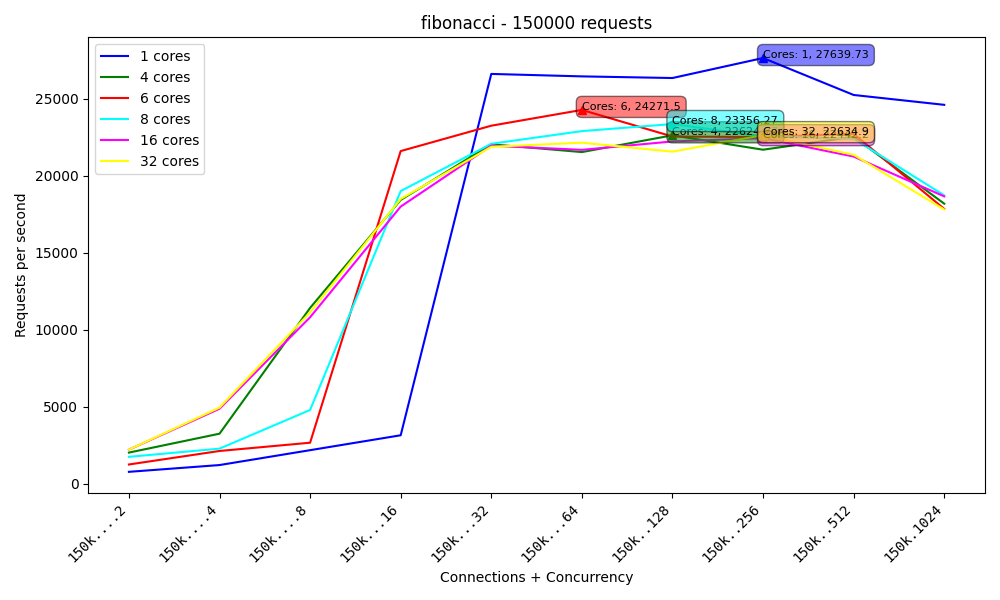 fibonacci - 150000 requests
1 cores
4 cores
6 cores
8 cores
16 cores
32 cores
Cores: 1, 27639.73
Cores: 6, 24271.5
Cores: 8, 23356.27
Cores: 32, 22634.9
Requests per second
25000
20000
15000
10000
5000
0
150k....2
150k....4
150k....8
150k...16
150k...32
150k...64
150k..128
150k..256
150k..512
150k.1024
Connections + Concurrency